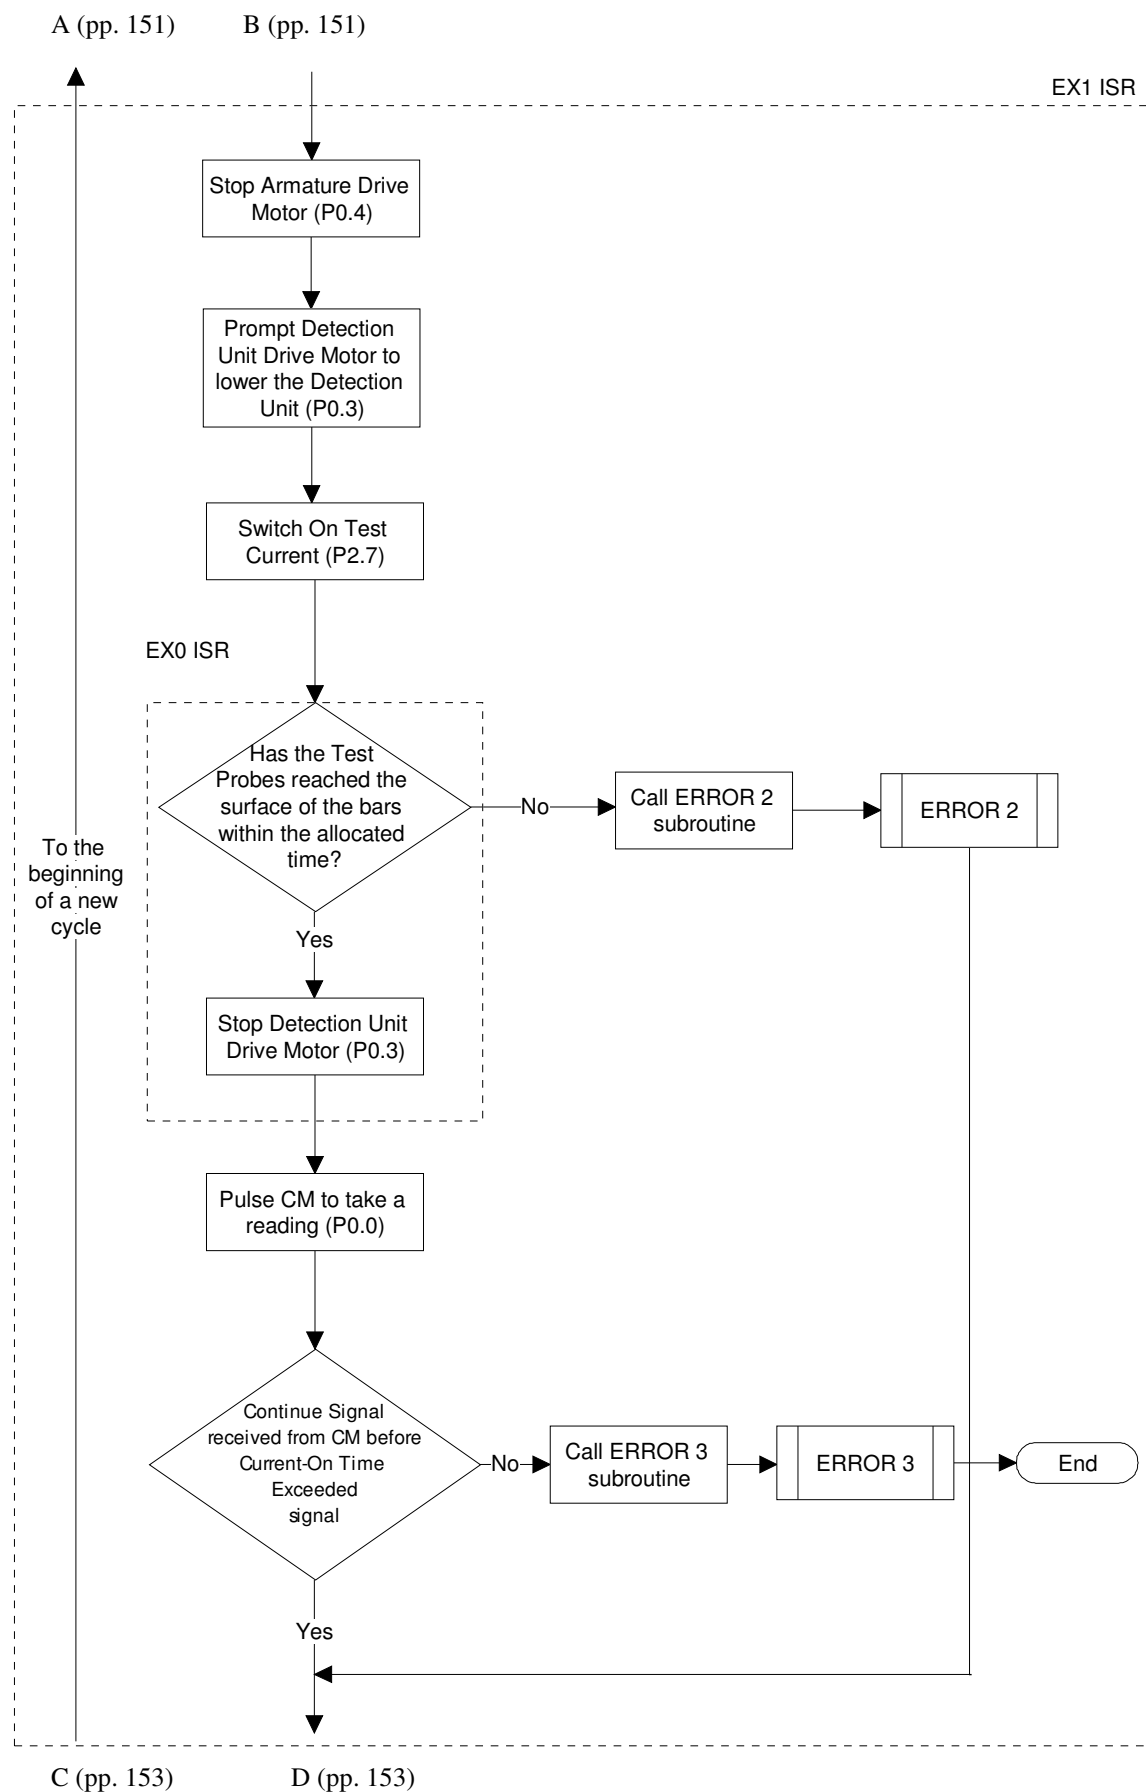 A (pp. 151)
B (pp. 151)
EX1 ISR
Stop Armature Drive
Motor (P0.4)
Prompt Detection
Unit Drive Motor to
lower the Detection
Unit (P0.3)
Switch On Test
Current (P2.7)
EX0 ISR
Has the Test
Probes reached the
surface of the bars
within the allocated
time?
No
Call ERROR 2
subroutine
ERROR 2
To the
beginning
of a new
cycle
Yes
Stop Detection Unit
Drive Motor (P0.3)
Pulse CM to take a
reading (P0.0)
Continue Signal
received from CM before
Current-On Time
Exceeded
signal
No
Call ERROR 3
subroutine
ERROR 3
End
Yes
C (pp. 153)
D (pp. 153)